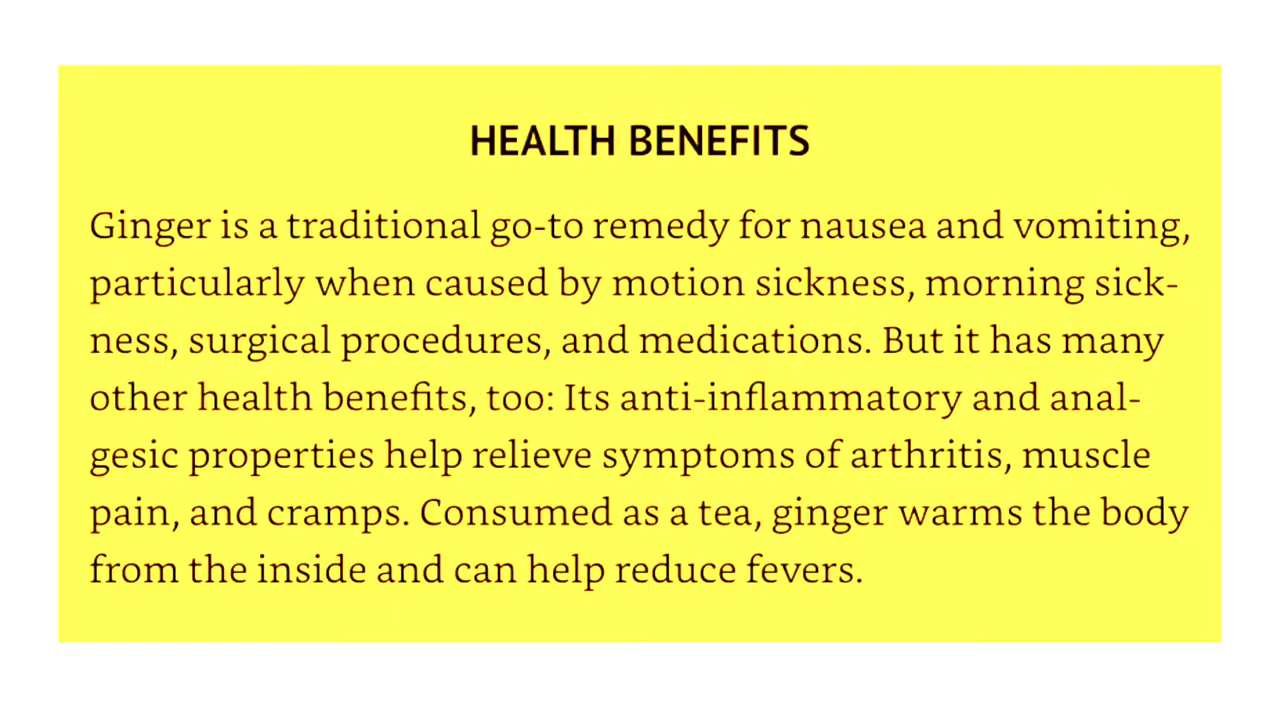 HEALTH BENEFITS
Ginger is a traditional go-to remedy for nausea and vomiting,
particularly when caused by motion sickness, morning sick-
ness, surgical procedures, and medications. But it has many
other health benefits, too: Its anti-inflammatory and anal-
gesic properties help relieve symptoms of arthritis, muscle
pain, and cramps. Consumed as a tea, ginger warms the body
from the inside and can help reduce fevers.